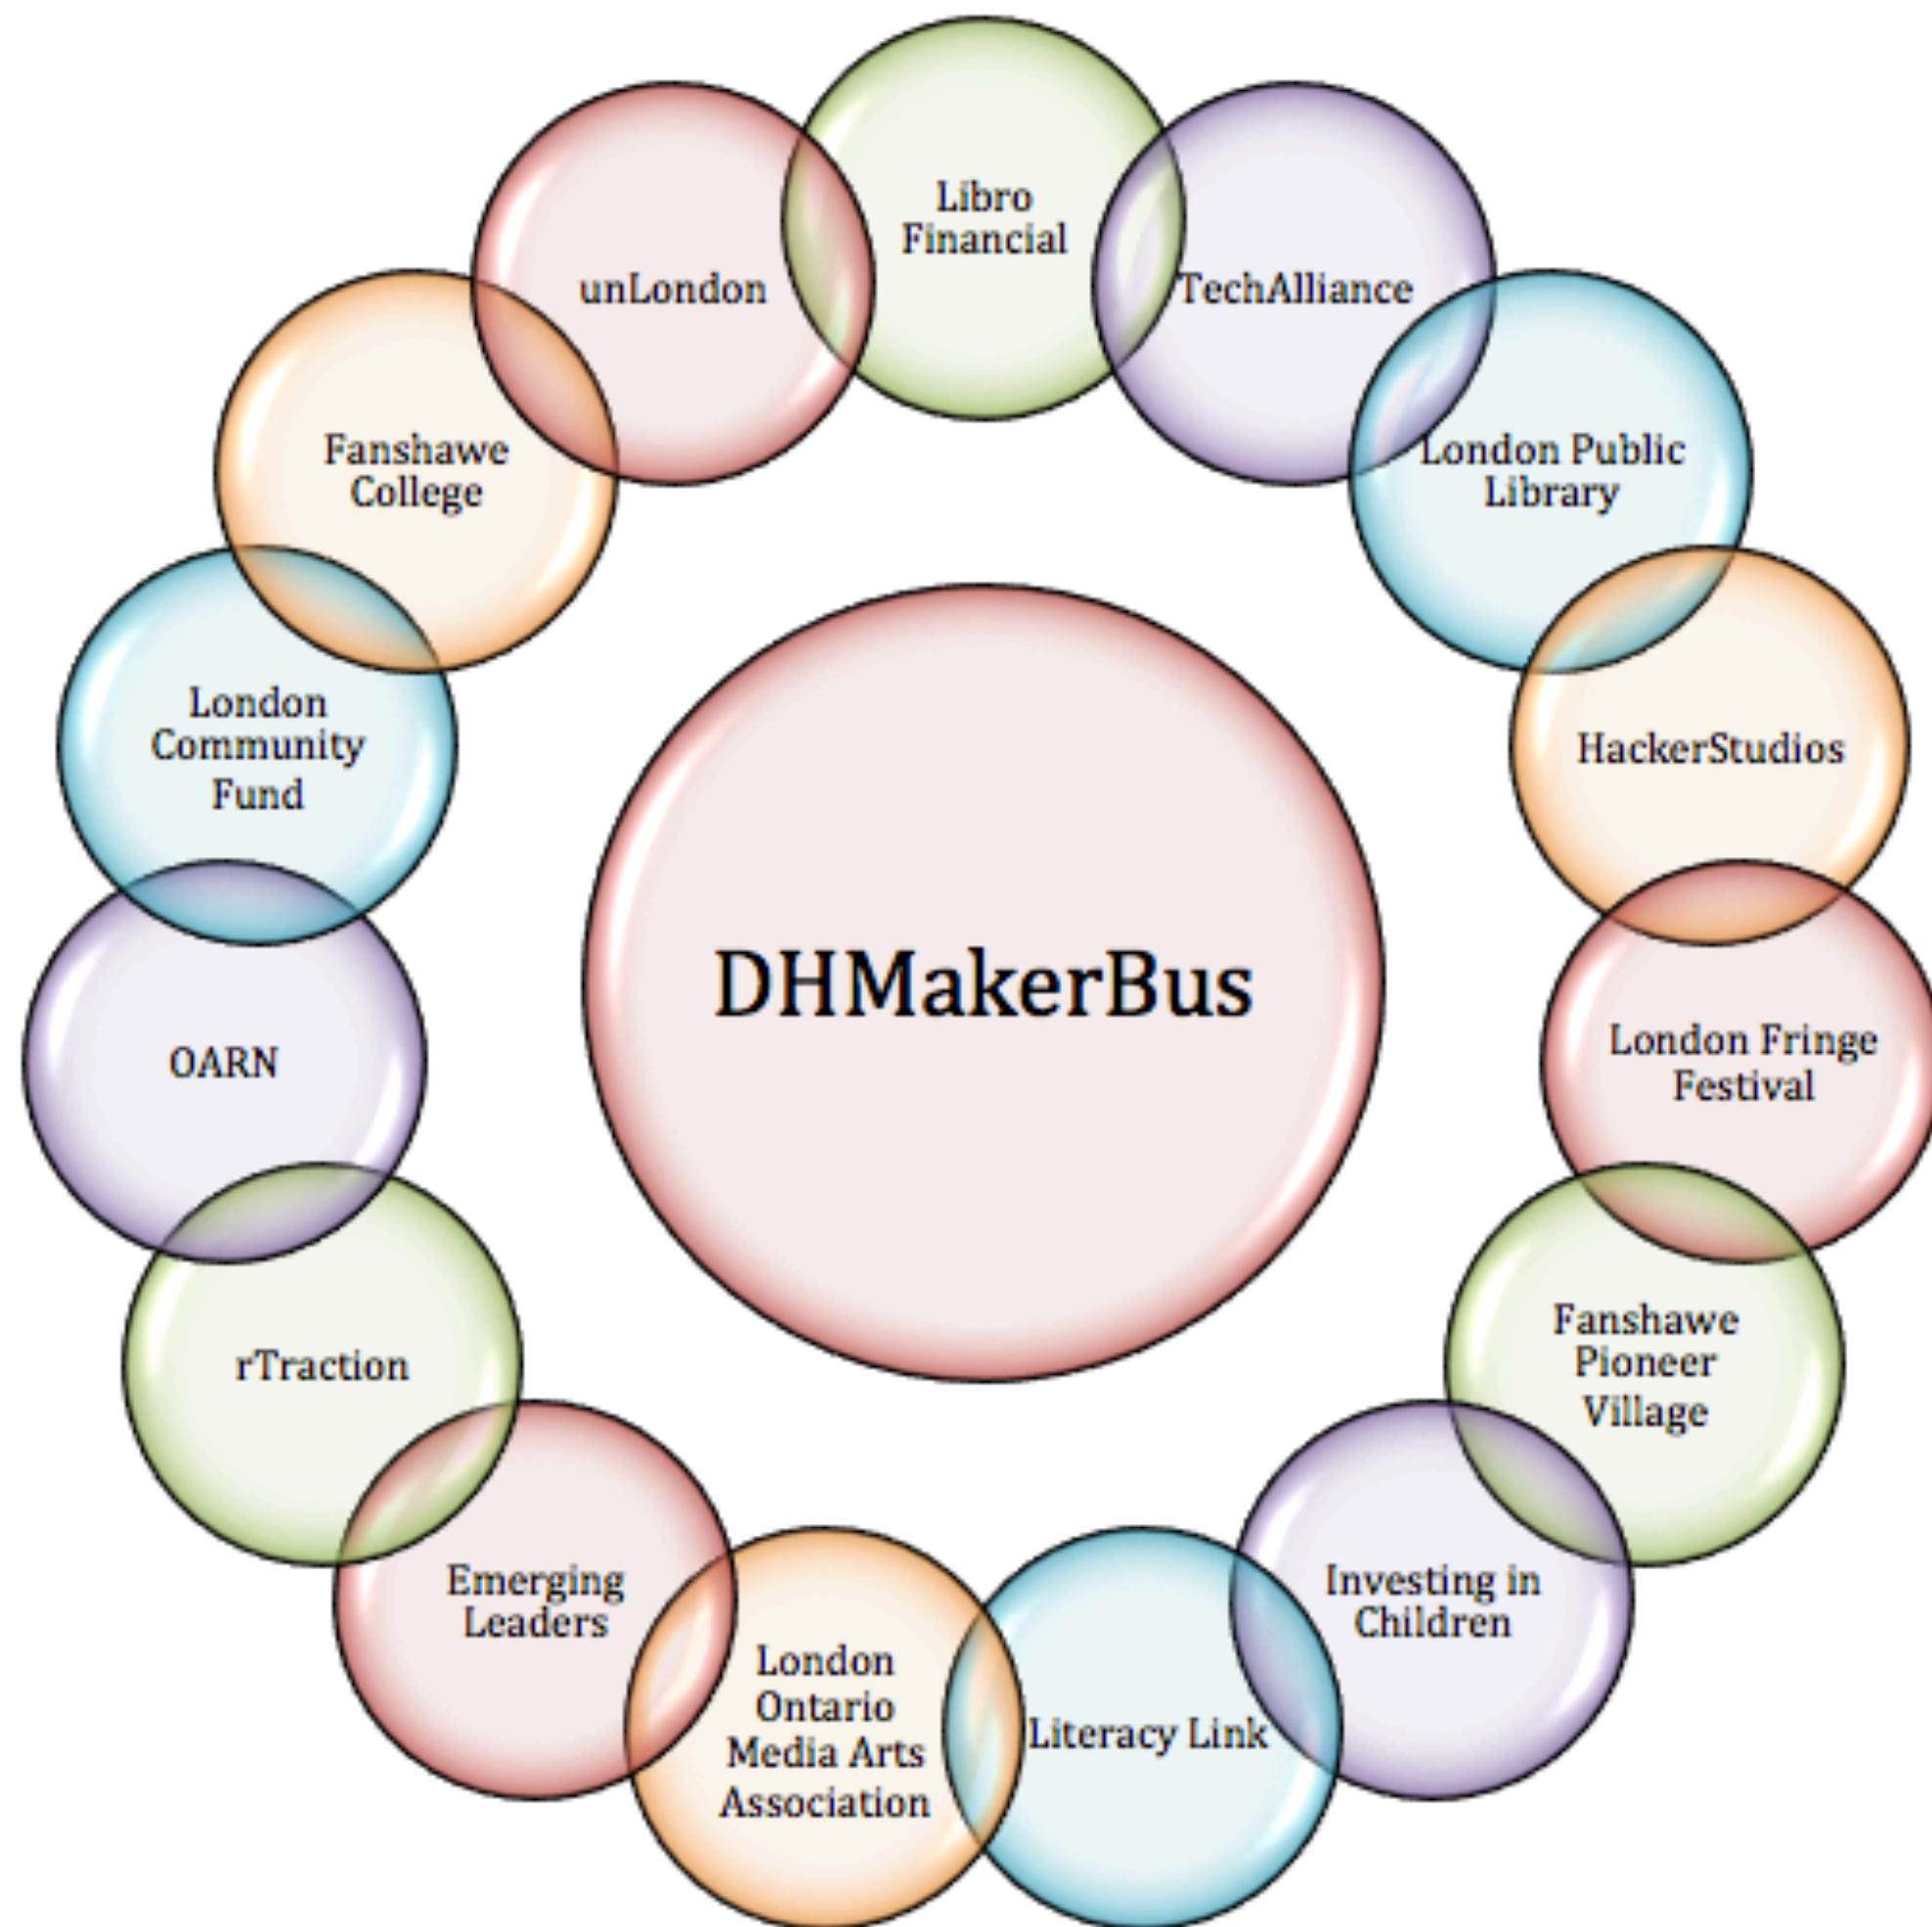 Libro
Financial
TechAlliance
London Public
Library
HackerStudios
London Fringe
Festival
Fanshawe
Pioneer
Village
Investing in
Children
Literacy Link
London
Ontario
Media Arts
Association
Emerging
Leaders
rTraction
OARN
London
Community
Fund
Fanshawe
College
unLondon
DHMakerBus